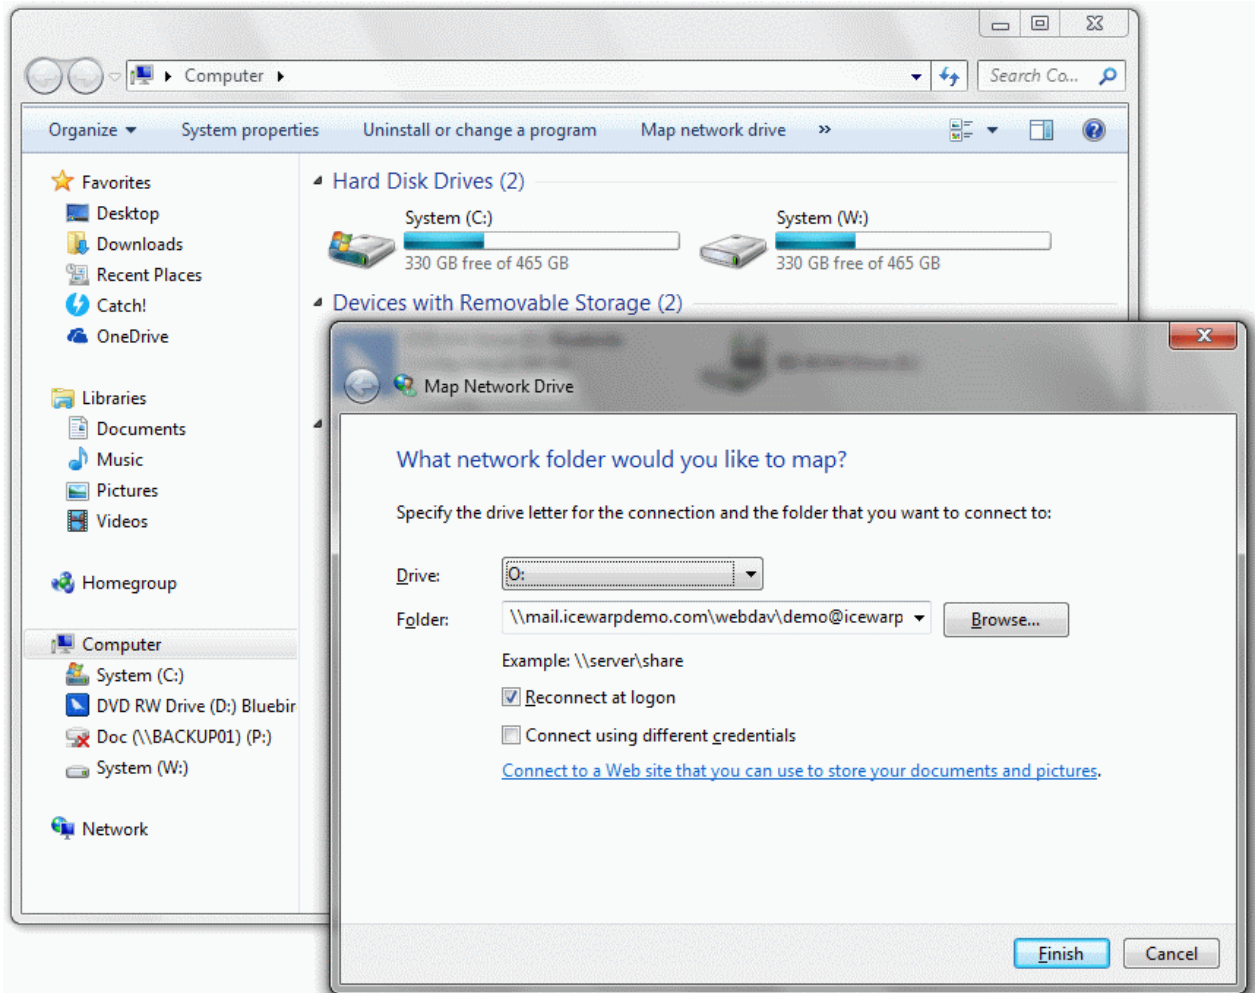 Computer
Search Co...
Organize System properties Uninstall or change a program Map network drive »
Favorites
Desktop
Downloads
Recent Places
Catch!
OneDrive
Libraries
Documents
Music
Pictures
Videos
Homegroup
Computer
System (C:)
DVD RW Drive (D:) Bluebir
Doc (\\BACKUP01) (P:)
System (W:)
Network
Hard Disk Drives (2)
System (C:)
330 GB free of 465 GB
System (W:)
330 GB free of 465 GB
Devices with Removable Storage (2)
Map Network Drive
What network folder would you like to map?
Specify the drive letter for the connection and the folder that you want to connect to:
Drive: O:
Folder: \\mail.icewarpdemo.com\webdav\demo@icewarp Browse...
Example: \\server\share
Reconnect at logon
Connect using different credentials
Connect to a Web site that you can use to store your documents and pictures.
Finish Cancel